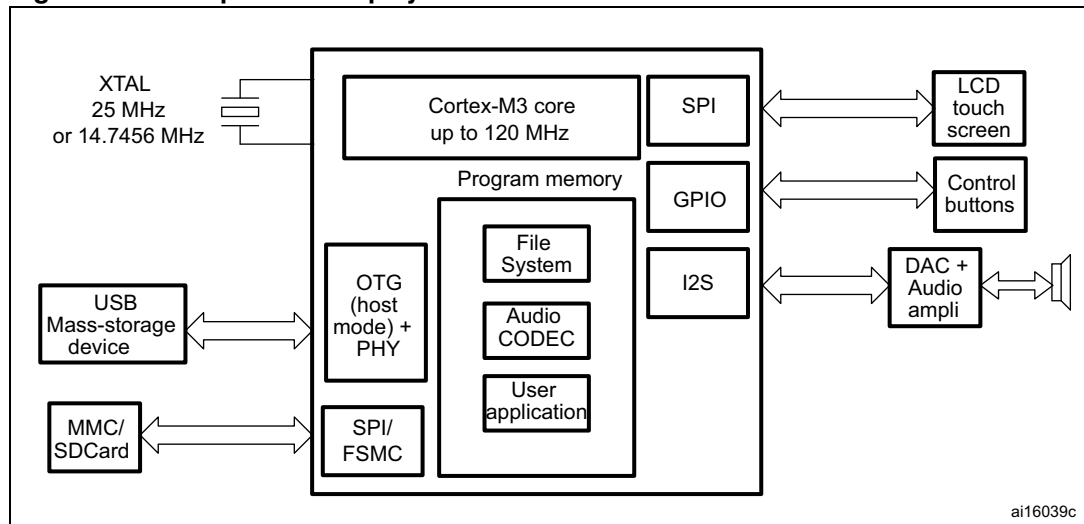 XTAL
25 MHz
or 14.7456 MHz
Cortex-M3 core
up to 120 MHz
SPI
LCD
touch
screen
Program memory
GPIO
Control
buttons
File
System
OTG
(host
mode) +
PHY
I2S
DAC +
Audio
ampli
USB
Mass-storage
device
Audio
CODEC
User
application
MMC/
SDCard
SPI/
FSMC
ai16039c